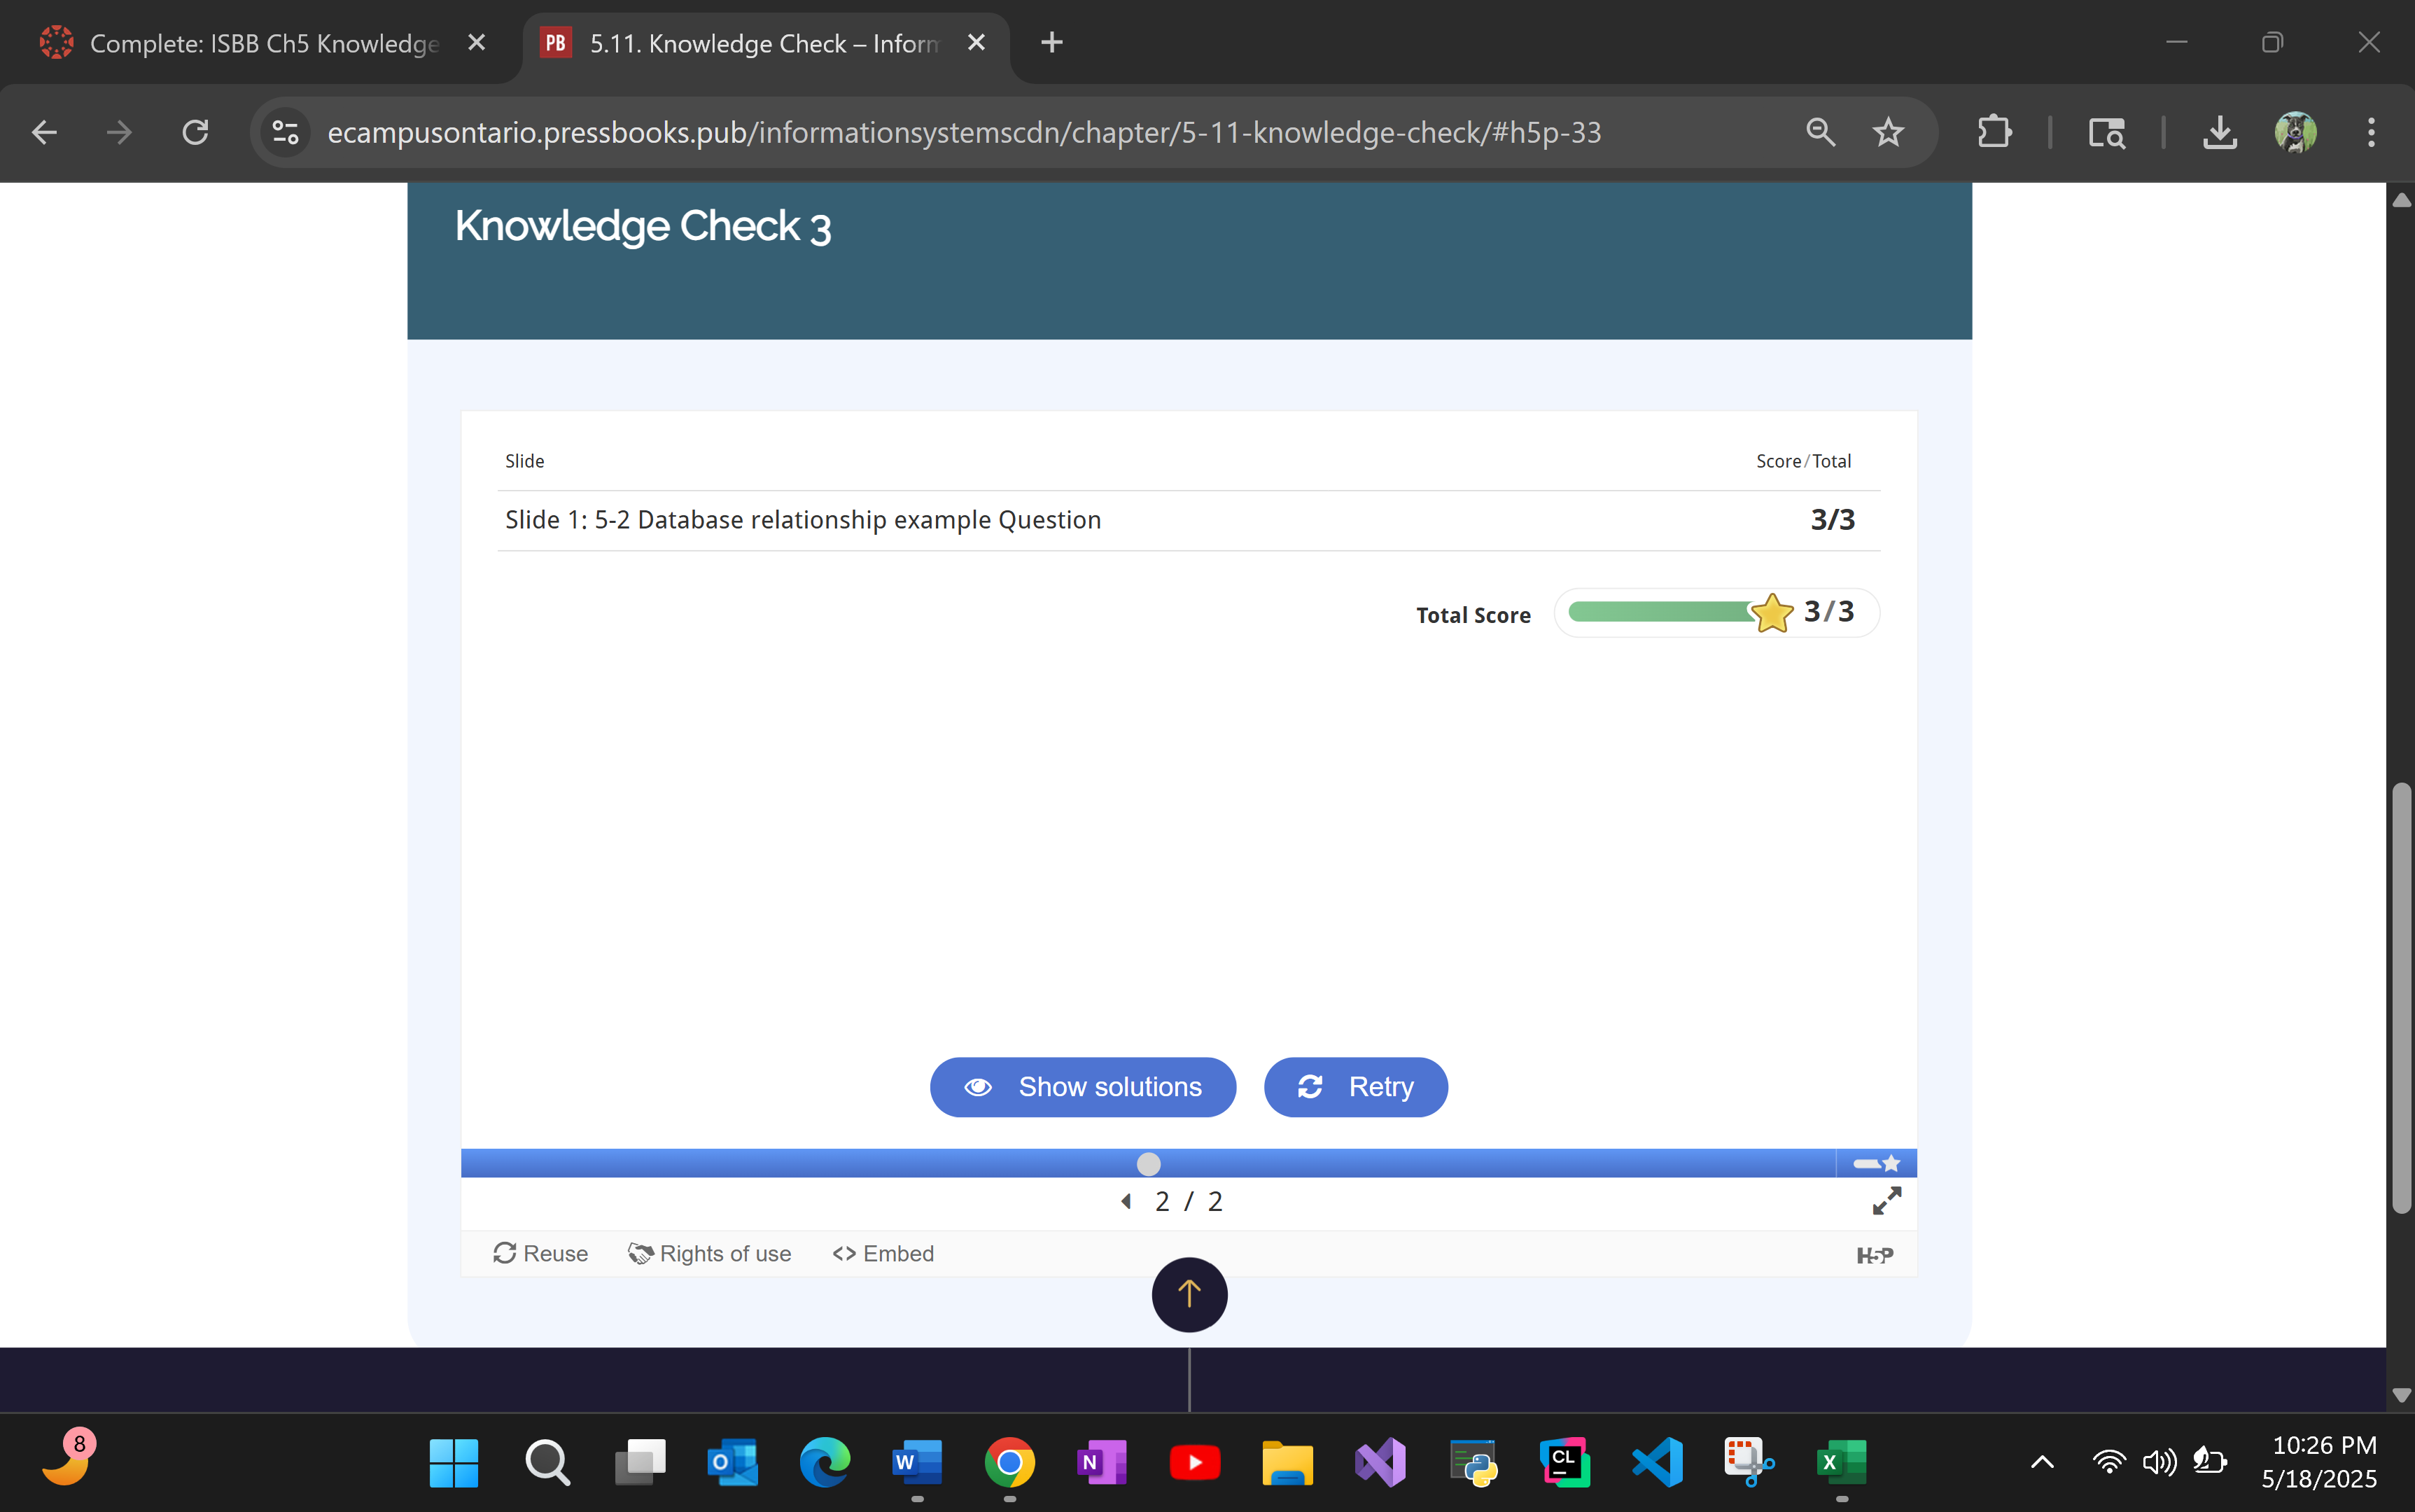 Complete: ISBB Ch5 Knowledge
PB 5.11. Knowledge Check – Inform
ecampusontario.pressbooks.pub/informationsystemscdn/chapter/5-11-knowledge-check/#h5p-33
Knowledge Check 3
Slide Score/Total
Slide 1: 5-2 Database relationship example Question 3/3
Total Score 3/3
Show solutions Retry
2 / 2
Reuse Rights of use <> Embed H5P
8
O W N CL X
10:26 PM
5/18/2025